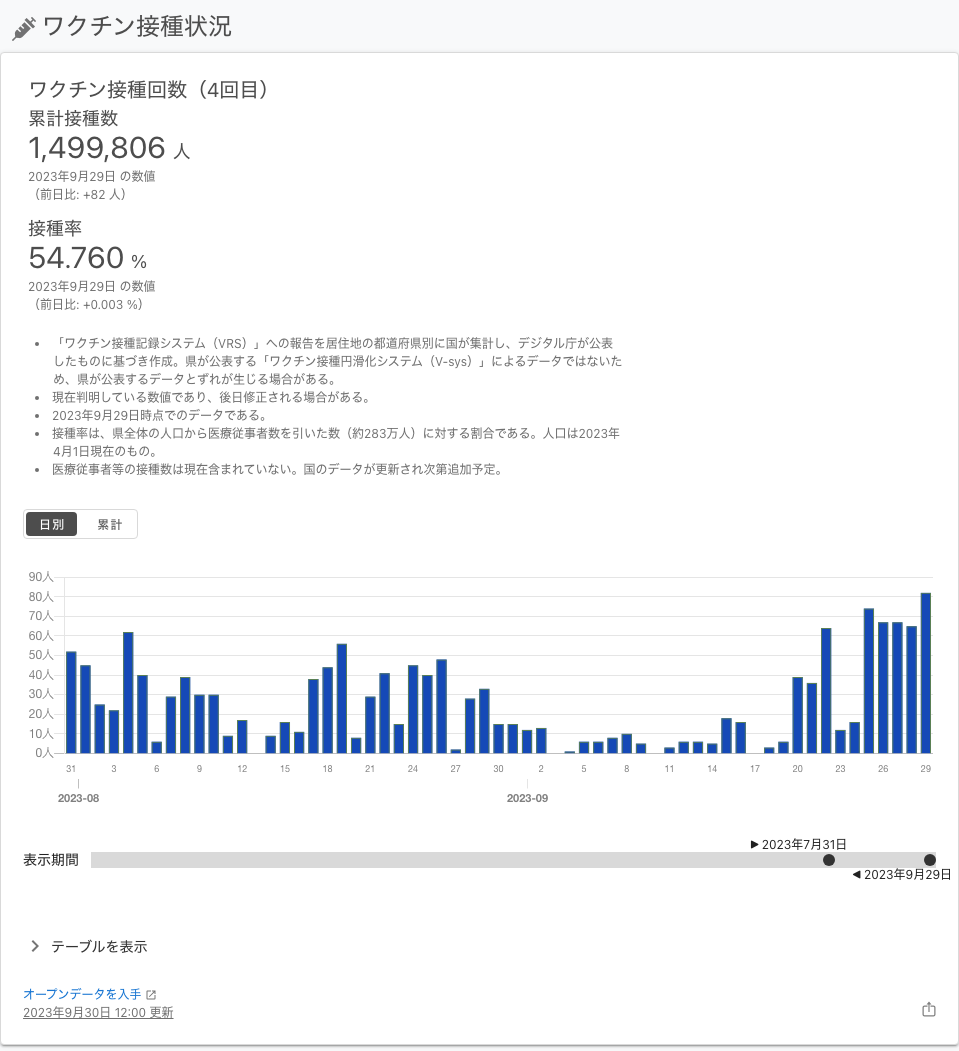 ワクチン接種状況
ワクチン接種回数（4回目）
累計接種数
1,499,806 人
2023年9月29日 の数値
（前日比: +82 人）
接種率
54.760 %
2023年9月29日 の数値
（前日比: +0.003 %）
• 「ワクチン接種記録システム（VRS）」への報告を居住地の都道府県別に国が集計し、デジタル庁が公表
したものに基づき作成。県が公表する「ワクチン接種円滑化システム（V-sys）」によるデータではないた
め、県が公表するデータとずれが生じる場合がある。
• 現在判明している数値であり、後日修正される場合がある。
• 2023年9月29日時点でのデータである。
• 接種率は、県全体の人口から医療従事者数を引いた数（約283万人）に対する割合である。人口は2023年
4月1日現在のもの。
• 医療従事者等の接種数は現在含まれていない。国のデータが更新され次第追加予定。
日別 累計
90人
80人
70人
60人
50人
40人
30人
20人
10人
0人
31 3 6 9 12 15 18 21 24 27 30 2 5 8 11 14 17 20 23 26 29
2023-08 2023-09
▶ 2023年7月31日
表示期間
◀ 2023年9月29日
テーブルを表示
オープンデータを入手
2023年9月30日 12:00 更新